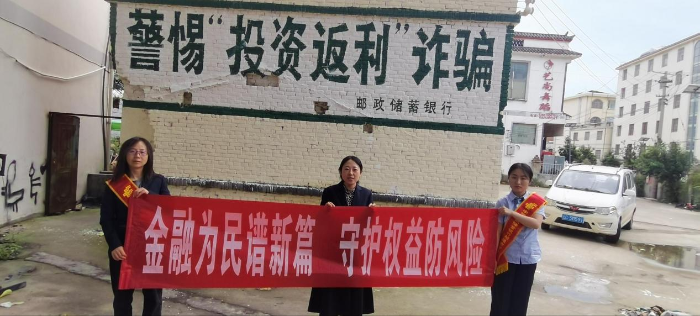 警惕“投资返利”诈骗
邮政储蓄银行
金融为民谱新篇 守护权益防风险